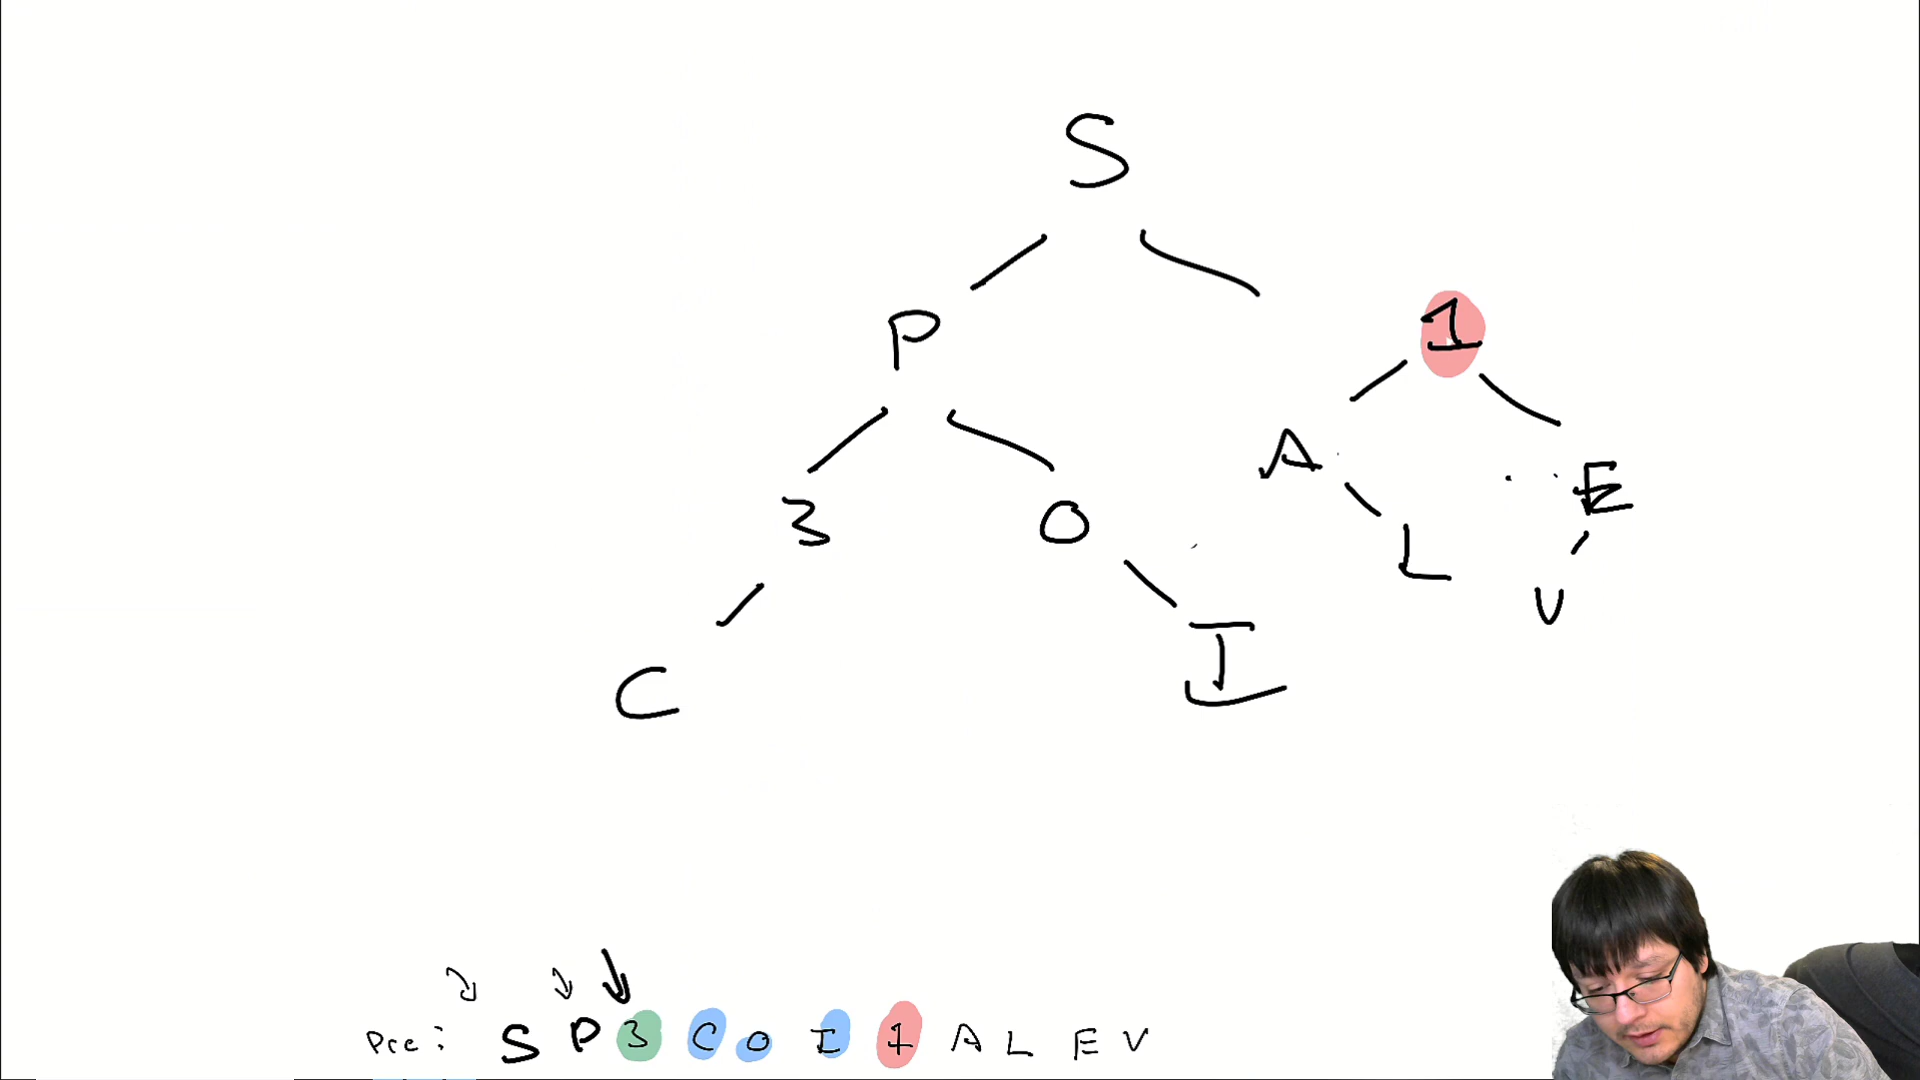 S
P 1
3 O A E
C I L V
Pre: S P 3 C O I 1 A L E V